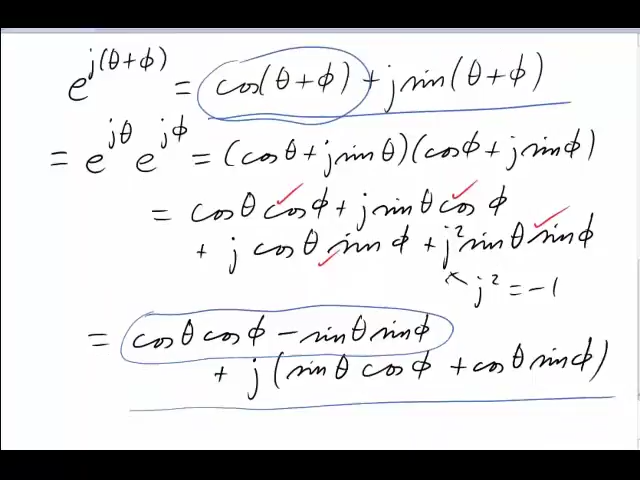 e^{j(θ+ϕ)} = cos(θ+ϕ) + j sin(θ+ϕ)
= e^{jθ} e^{jϕ} = (cosθ + j sinθ)(cosϕ + j sinϕ)
= cosθ cosϕ + j sinθ cosϕ
+ j cosθ sinϕ + j² sinθ sinϕ
j² = -1
= cosθ cosϕ - sinθ sinϕ
+ j (sinθ cosϕ + cosθ sinϕ)